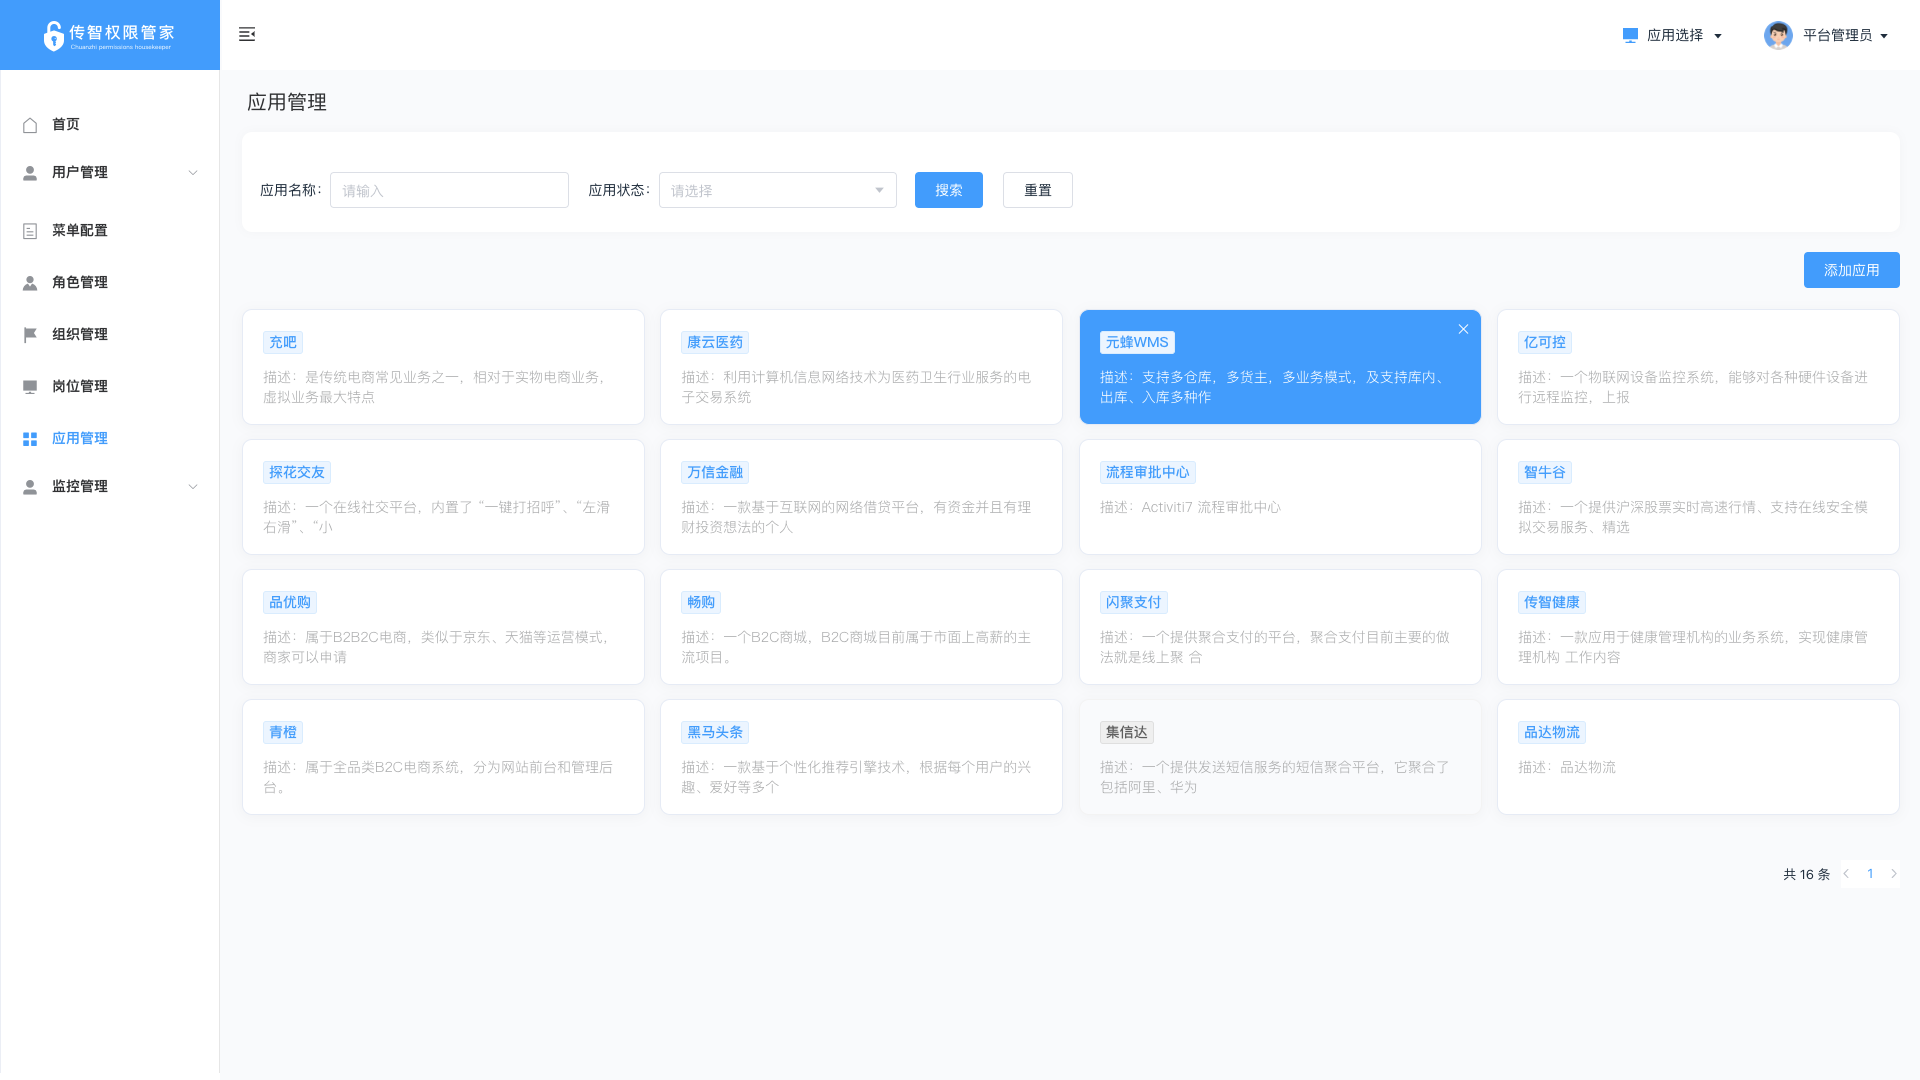 传智权限管家
Chuanzhi permissions housekeeper
应用选择
平台管理员
首页
用户管理
菜单配置
角色管理
组织管理
岗位管理
应用管理
监控管理
应用管理
应用名称： 请输入 应用状态： 请选择 搜索 重置
添加应用
充吧
描述：是传统电商常见业务之一，相对于实物电商业务，
虚拟业务最大特点
康云医药
描述：利用计算机信息网络技术为医药卫生行业服务的电
子交易系统
元蜂WMS
描述：支持多仓库，多货主，多业务模式，及支持库内、
出库、入库多种作
亿可控
描述：一个物联网设备监控系统，能够对各种硬件设备进
行远程监控，上报
探花交友
描述：一个在线社交平台，内置了 “一键打招呼”、“左滑
右滑”、“小
万信金融
描述：一款基于互联网的网络借贷平台，有资金并且有理
财投资想法的个人
流程审批中心
描述：Activiti7 流程审批中心
智牛谷
描述：一个提供沪深股票实时高速行情、支持在线安全模
拟交易服务、精选
品优购
描述：属于B2B2C电商，类似于京东、天猫等运营模式，
商家可以申请
畅购
描述：一个B2C商城，B2C商城目前属于市面上高薪的主
流项目。
闪聚支付
描述：一个提供聚合支付的平台，聚合支付目前主要的做
法就是线上聚 合
传智健康
描述：一款应用于健康管理机构的业务系统，实现健康管
理机构 工作内容
青橙
描述：属于全品类B2C电商系统，分为网站前台和管理后
台。
黑马头条
描述：一款基于个性化推荐引擎技术，根据每个用户的兴
趣、爱好等多个
集信达
描述：一个提供发送短信服务的短信聚合平台，它聚合了
包括阿里、华为
品达物流
描述：品达物流
共 16 条 1